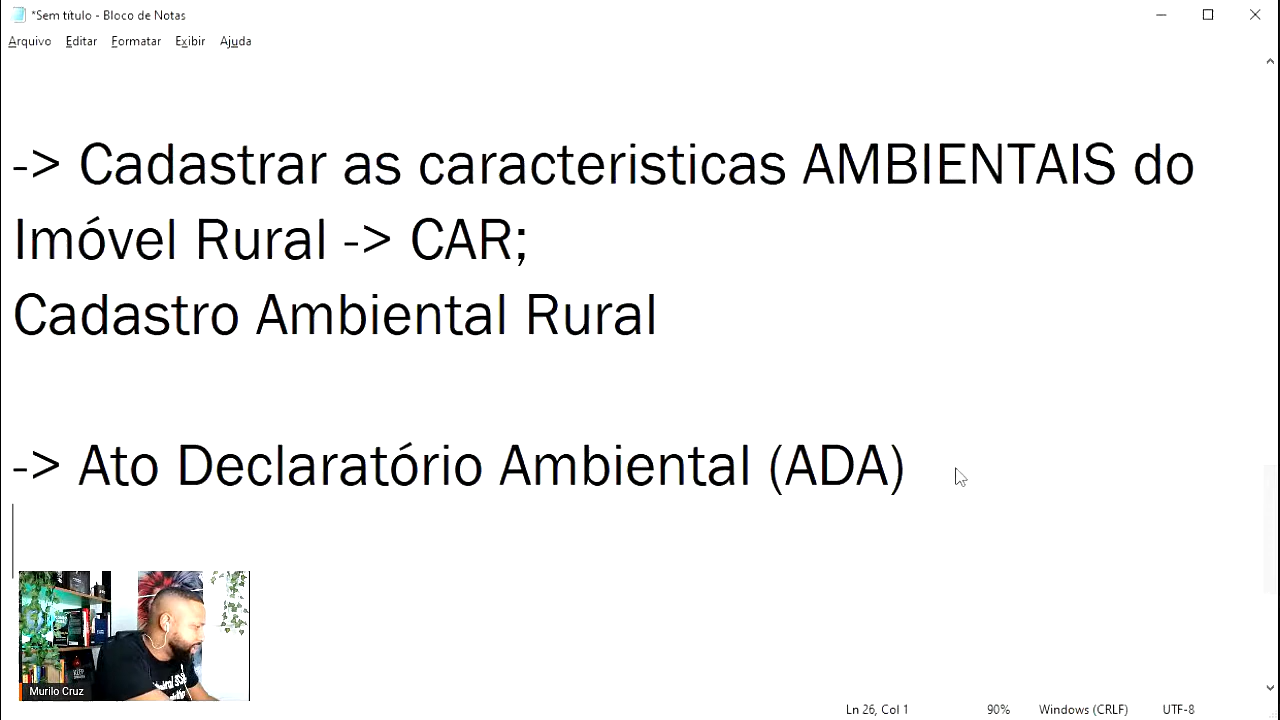 *Sem título - Bloco de Notas
Arquivo Editar Formatar Exibir Ajuda
-> Cadastrar as caracteristicas AMBIENTAIS do
Imóvel Rural -> CAR;
Cadastro Ambiental Rural
-> Ato Declaratório Ambiental (ADA)
Murilo Cruz
Ln 26, Col 1 90% Windows (CRLF) UTF-8